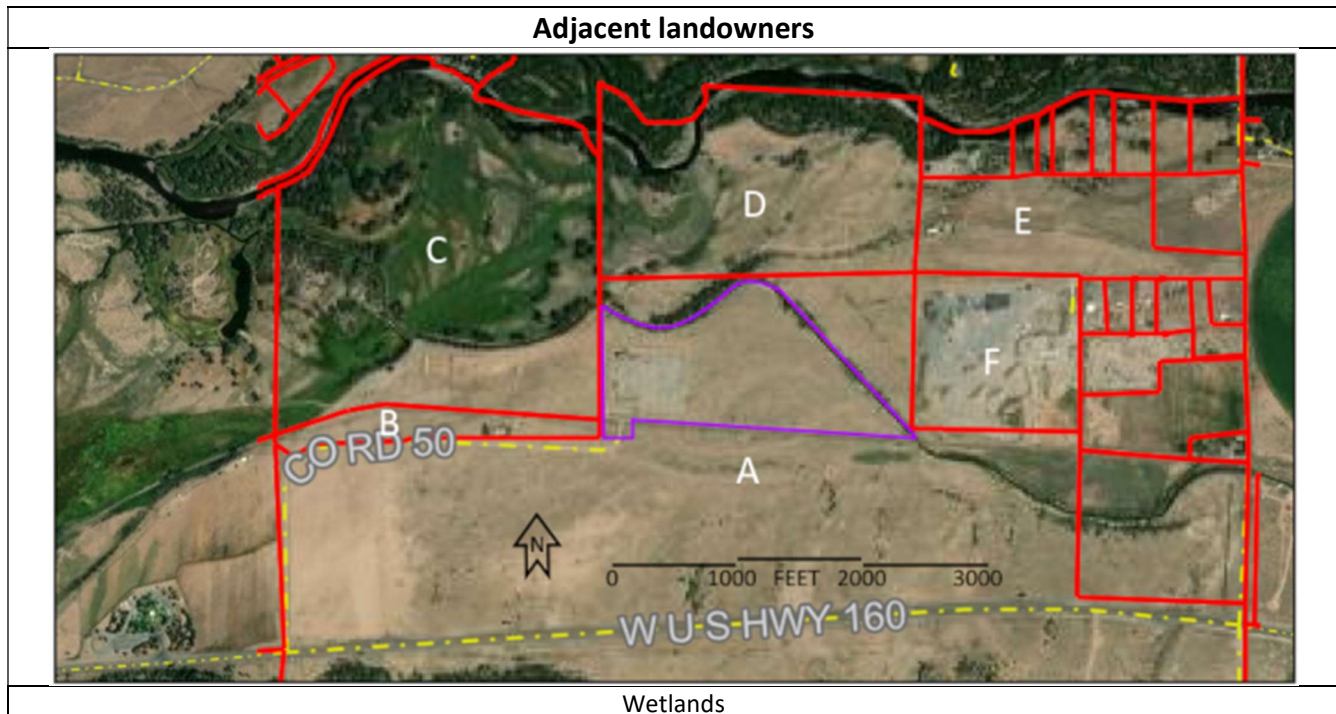 Adjacent landowners
D
E
C
F
B
CO RD 50
A
N
0 1000 FEET 2000 3000
W U S HWY 160
Wetlands